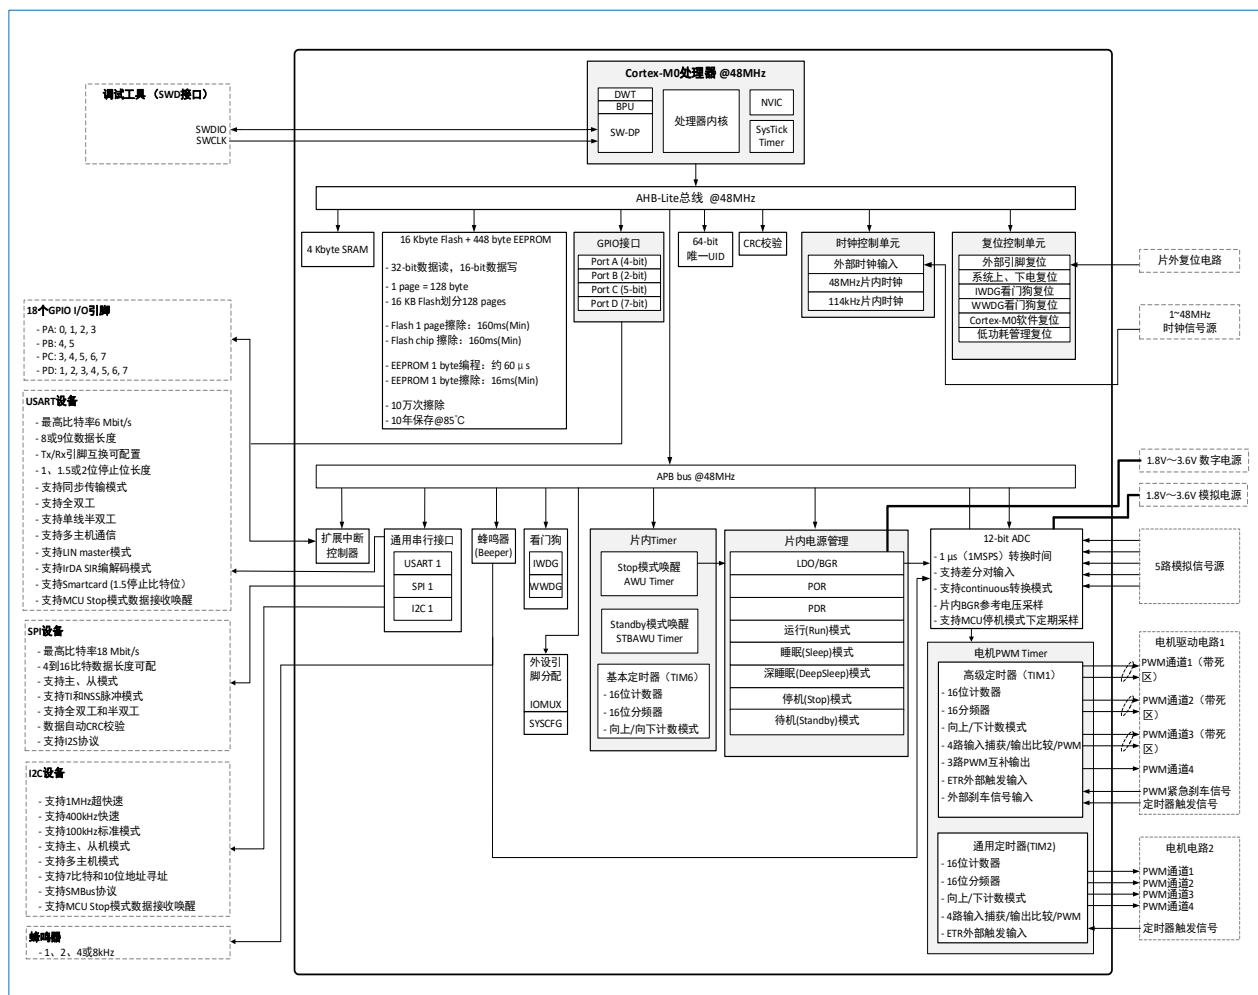 Cortex-M0处理器 @48MHz
DWT
BPU
SW-DP
处理器内核
NVIC
SysTick
Timer
调试工具 （SWD接口）
SWDIO
SWCLK
AHB-Lite总线 @48MHz
4 Kbyte SRAM
16 Kbyte Flash + 448 byte EEPROM
- 32-bit数据读，16-bit数据写
- 1 page = 128 byte
- 16 KB Flash划分128 pages
- Flash 1 page擦除：160ms(Min)
- Flash chip 擦除：160ms(Min)
- EEPROM 1 byte编程：约 60 μs
- EEPROM 1 byte擦除：16ms(Min)
- 10万次擦除
- 10年保存@85℃
GPIO接口
Port A (4-bit)
Port B (2-bit)
Port C (5-bit)
Port D (7-bit)
64-bit
唯一UID
CRC校验
时钟控制单元
外部时钟输入
48MHz片内时钟
114kHz片内时钟
复位控制单元
外部引脚复位
系统上、下电复位
IWDG看门狗复位
WWDG看门狗复位
Cortex-M0软件复位
低功耗管理复位
片外复位电路
1~48MHz
时钟信号源
18个GPIO I/O引脚
- PA: 0, 1, 2, 3
- PB: 4, 5
- PC: 3, 4, 5, 6, 7
- PD: 1, 2, 3, 4, 5, 6, 7
USART设备
- 最高比特率6 Mbit/s
- 8或9位数据长度
- Tx/Rx引脚互换可配置
- 1、1.5或2位停止位长度
- 支持同步传输模式
- 支持全双工
- 支持单线半双工
- 支持多主机通信
- 支持LIN master模式
- 支持IrDA SIR编解码模式
- 支持Smartcard (1.5停止比特位）
- 支持MCU Stop模式数据接收唤醒
SPI设备
- 最高比特率18 Mbit/s
- 4到16比特数据长度可配
- 支持主、从模式
- 支持TI和NSS脉冲模式
- 支持全双工和半双工
- 数据自动CRC校验
- 支持I2S协议
I2C设备
- 支持1MHz超快速
- 支持400kHz快速
- 支持100kHz标准模式
- 支持主、从机模式
- 支持多主机模式
- 支持7比特和10位地址寻址
- 支持SMBus协议
- 支持MCU Stop模式数据接收唤醒
蜂鸣器
- 1、2、4或8kHz
APB bus @48MHz
扩展中断
控制器
通用串行接口
USART 1
SPI 1
I2C 1
蜂鸣器
(Beeper)
看门狗
IWDG
WWDG
外设引
脚分配
IOMUX
SYSCFG
片内Timer
Stop模式唤醒
AWU Timer
Standby模式唤醒
STBAWU Timer
基本定时器（TIM6）
- 16位计数器
- 16位分频器
- 向上/向下计数模式
片内电源管理
LDO/BGR
POR
PDR
运行(Run)模式
睡眠(Sleep)模式
深睡眠(DeepSleep)模式
停机(Stop)模式
待机(Standby)模式
12-bit ADC
- 1 μs（1MSPS）转换时间
- 支持差分对输入
- 支持continuous转换模式
- 片内BGR参考电压采样
- 支持MCU停机模式下定期采样
电机PWM Timer
高级定时器（TIM1）
- 16位计数器
- 16分频器
- 向上/下计数模式
- 4路输入捕获/输出比较/PWM
- 3路PWM互补输出
- ETR外部触发输入
- 外部刹车信号输入
通用定时器(TIM2）
- 16位计数器
- 16位分频器
- 向上/下计数模式
- 4路输入捕获/输出比较/PWM
- ETR外部触发输入
1.8V～3.6V 数字电源
1.8V～3.6V 模拟电源
5路模拟信号源
电机驱动电路1
PWM通道1（带死
区）
PWM通道2（带死
区）
PWM通道3（带死
区）
PWM通道4
PWM紧急刹车信号
定时器触发信号
电机电路2
PWM通道1
PWM通道2
PWM通道3
PWM通道4
定时器触发信号